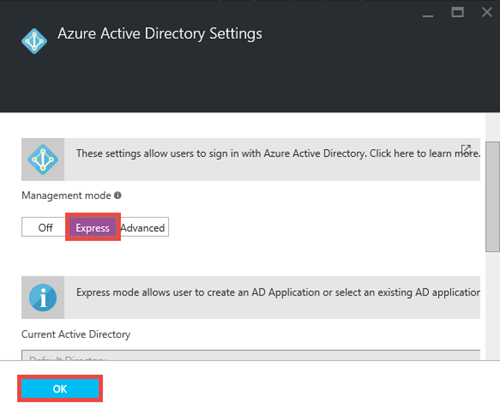 Azure Active Directory Settings
These settings allow users to sign in with Azure Active Directory. Click here to learn more.
Management mode
Off Express Advanced
Express mode allows user to create an AD Application or select an existing AD application
Current Active Directory
Default Directory
OK